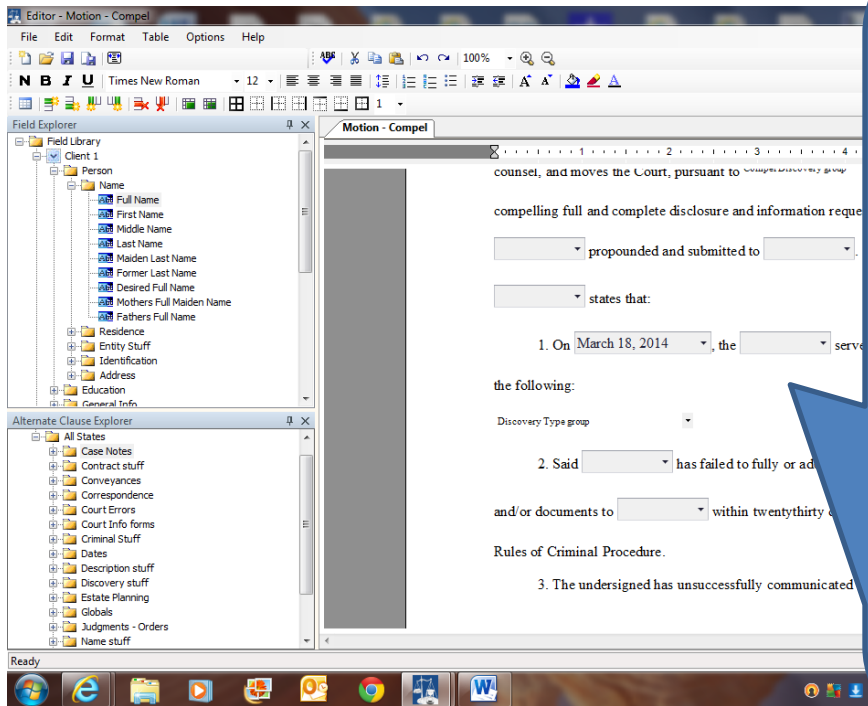 Editor - Motion - Compel
File Edit Format Table Options Help
ABC 100%
N B I U Times New Roman 12 A A A
1
Field Explorer
Field Library
Client 1
Person
Name
Full Name
First Name
Middle Name
Last Name
Maiden Last Name
Former Last Name
Desired Full Name
Mothers Full Maiden Name
Fathers Full Name
Residence
Entity Stuff
Identification
Address
Education
General Info
Alternate Clause Explorer
All States
Case Notes
Contract stuff
Conveyances
Correspondence
Court Errors
Court Info forms
Criminal Stuff
Dates
Description stuff
Discovery stuff
Estate Planning
Globals
Judgments - Orders
Name stuff
Motion - Compel
1 2 3 4
counsel, and moves the Court, pursuant to CompelDiscovery group
compelling full and complete disclosure and information reque
propounded and submitted to .
states that:
1. On March 18, 2014 , the serve
the following:
Discovery Type group
2. Said has failed to fully or ad
and/or documents to within twentythirty
Rules of Criminal Procedure.
3. The undersigned has unsuccessfully communicated
Ready